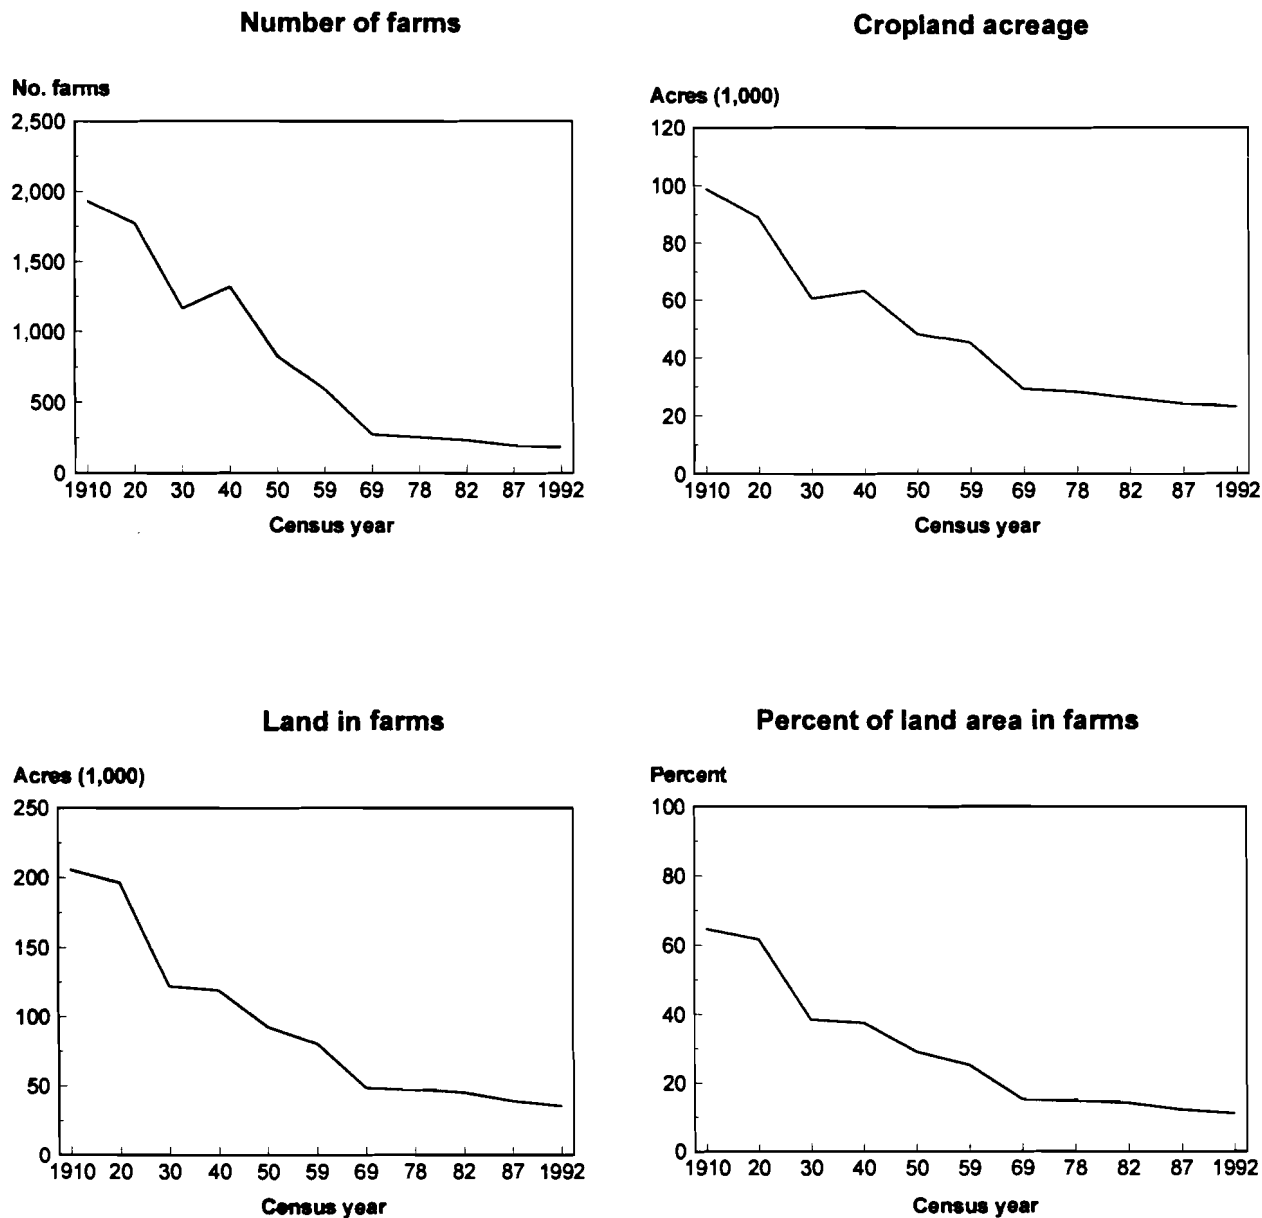 Number of farms
No. farms
2,500
2,000
1,500
1,000
500
0
1910 20 30 40 50 59 69 78 82 87 1992
Census year
Cropland acreage
Acres (1,000)
120
100
80
60
40
20
0
1910 20 30 40 50 59 69 78 82 87 1992
Census year
Land in farms
Acres (1,000)
250
200
150
100
50
0
1910 20 30 40 50 59 69 78 82 87 1992
Census year
Percent of land area in farms
Percent
100
80
60
40
20
0
1910 20 30 40 50 59 69 78 82 87 1992
Census year